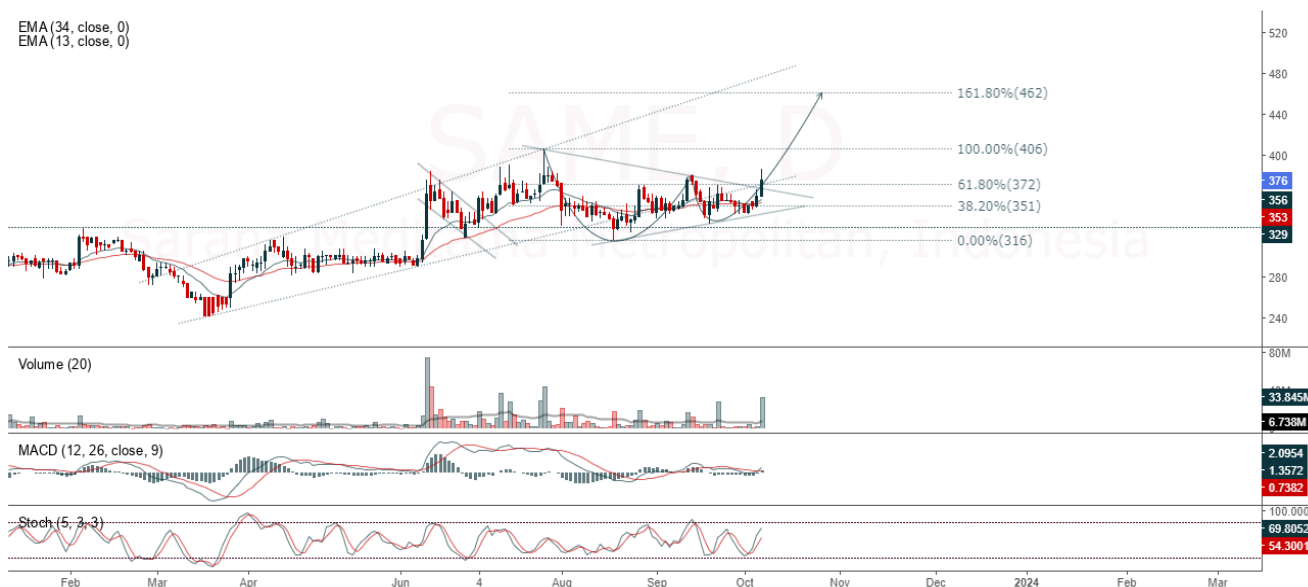 EMA (34, close, 0)
EMA (13, close, 0)
SAME, D
Indonesia
161.80%(462)
100.00%(406)
61.80%(372)
38.20%(351)
0.00%(316)
520
480
440
400
376
356
353
329
280
240
Volume (20)
80M
33.845M
6.738M
MACD (12, 26, close, 9)
2.0954
1.3572
0.7382
Stoch (5, 3, 3)
100.000
69.8052
54.3001
Feb Mar Apr Jun 4 Aug Sep Oct Nov Dec 2024 Feb Mar